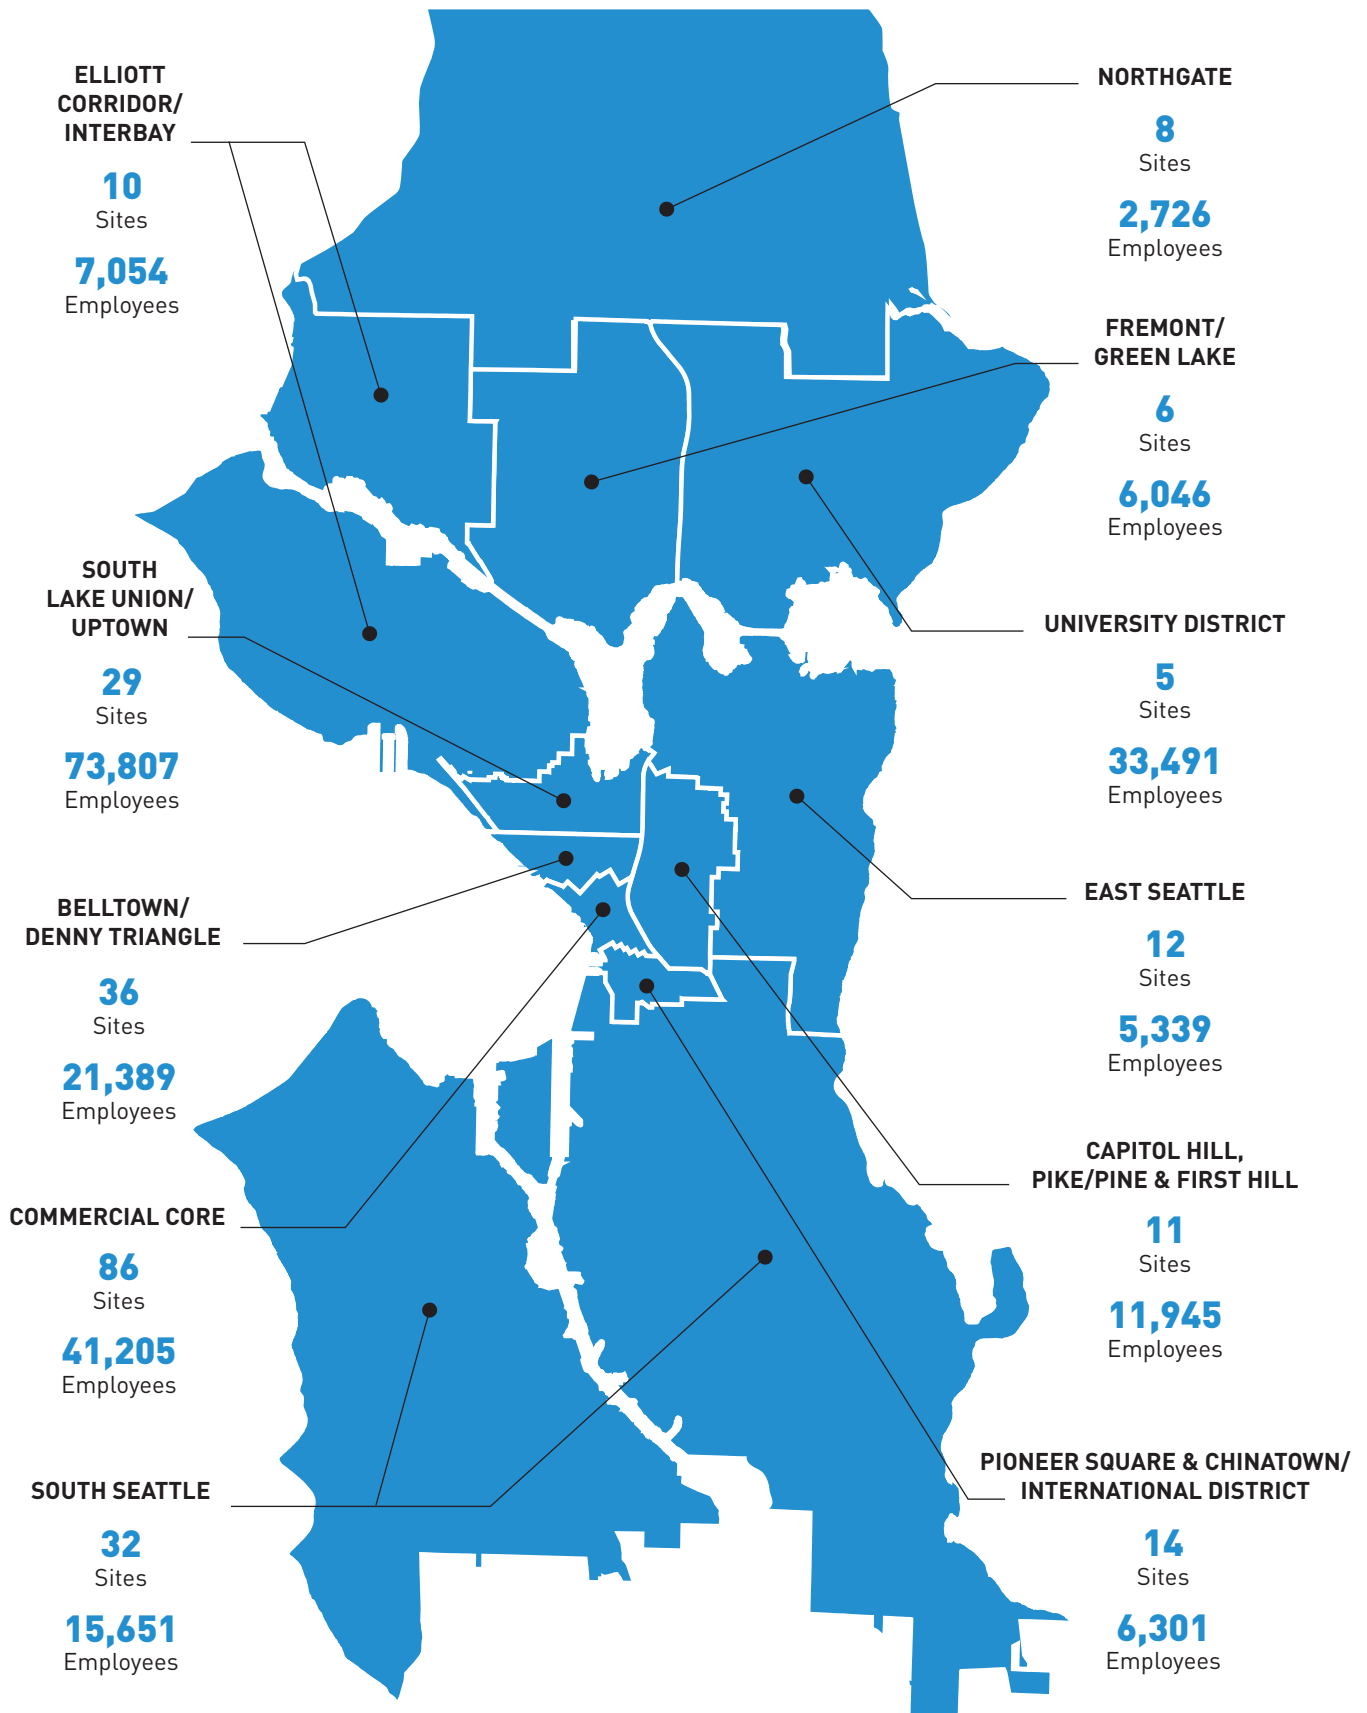 ELLIOTT
CORRIDOR/
INTERBAY
10
Sites
7,054
Employees
SOUTH
LAKE UNION/
UPTOWN
29
Sites
73,807
Employees
BELLTOWN/
DENNY TRIANGLE
36
Sites
21,389
Employees
COMMERCIAL CORE
86
Sites
41,205
Employees
SOUTH SEATTLE
32
Sites
15,651
Employees
NORTHGATE
8
Sites
2,726
Employees
FREMONT/
GREEN LAKE
6
Sites
6,046
Employees
UNIVERSITY DISTRICT
5
Sites
33,491
Employees
EAST SEATTLE
12
Sites
5,339
Employees
CAPITOL HILL,
PIKE/PINE & FIRST HILL
11
Sites
11,945
Employees
PIONEER SQUARE & CHINATOWN/
INTERNATIONAL DISTRICT
14
Sites
6,301
Employees